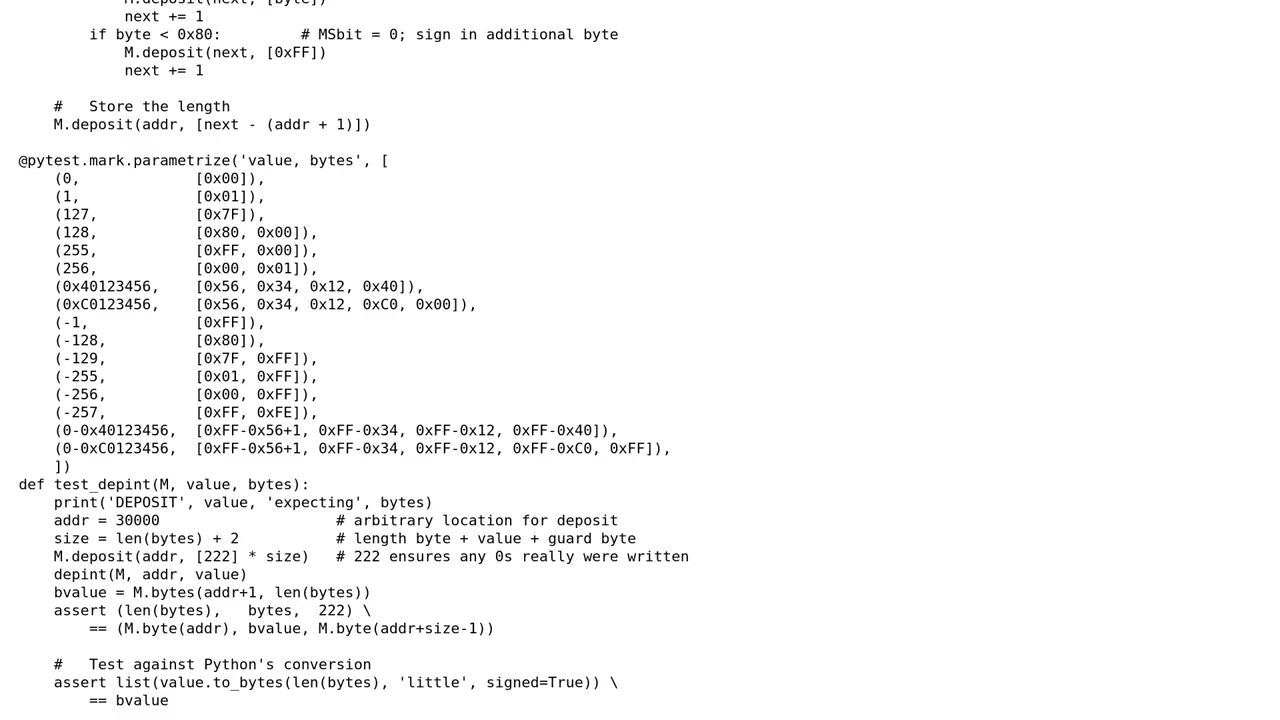 M.deposit(next, [byte])
            next += 1
        if byte < 0x80:         # MSbit = 0; sign in additional byte
            M.deposit(next, [0xFF])
            next += 1

    #   Store the length
    M.deposit(addr, [next - (addr + 1)])

@pytest.mark.parametrize('value, bytes', [
    (0,             [0x00]),
    (1,             [0x01]),
    (127,           [0x7F]),
    (128,           [0x80, 0x00]),
    (255,           [0xFF, 0x00]),
    (256,           [0x00, 0x01]),
    (0x40123456,    [0x56, 0x34, 0x12, 0x40]),
    (0xC0123456,    [0x56, 0x34, 0x12, 0xC0, 0x00]),
    (-1,            [0xFF]),
    (-128,          [0x80]),
    (-129,          [0x7F, 0xFF]),
    (-255,          [0x01, 0xFF]),
    (-256,          [0x00, 0xFF]),
    (-257,          [0xFF, 0xFE]),
    (0-0x40123456,  [0xFF-0x56+1, 0xFF-0x34, 0xFF-0x12, 0xFF-0x40]),
    (0-0xC0123456,  [0xFF-0x56+1, 0xFF-0x34, 0xFF-0x12, 0xFF-0xC0, 0xFF]),
    ])
def test_depint(M, value, bytes):
    print('DEPOSIT', value, 'expecting', bytes)
    addr = 30000                    # arbitrary location for deposit
    size = len(bytes) + 2           # length byte + value + guard byte
    M.deposit(addr, [222] * size)   # 222 ensures any 0s really were written
    depint(M, addr, value)
    bvalue = M.bytes(addr+1, len(bytes))
    assert (len(bytes),   bytes,  222) \
        == (M.byte(addr), bvalue, M.byte(addr+size-1))

    #   Test against Python's conversion
    assert list(value.to_bytes(len(bytes), 'little', signed=True)) \
        == bvalue